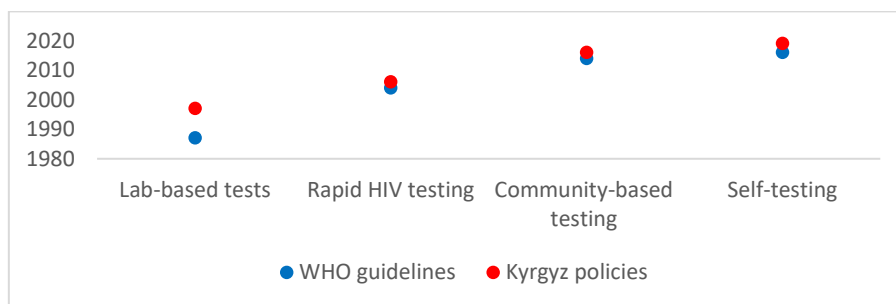 2020
2010
2000
1990
1980
Lab-based tests Rapid HIV testing Community-based testing Self-testing
WHO guidelines Kyrgyz policies